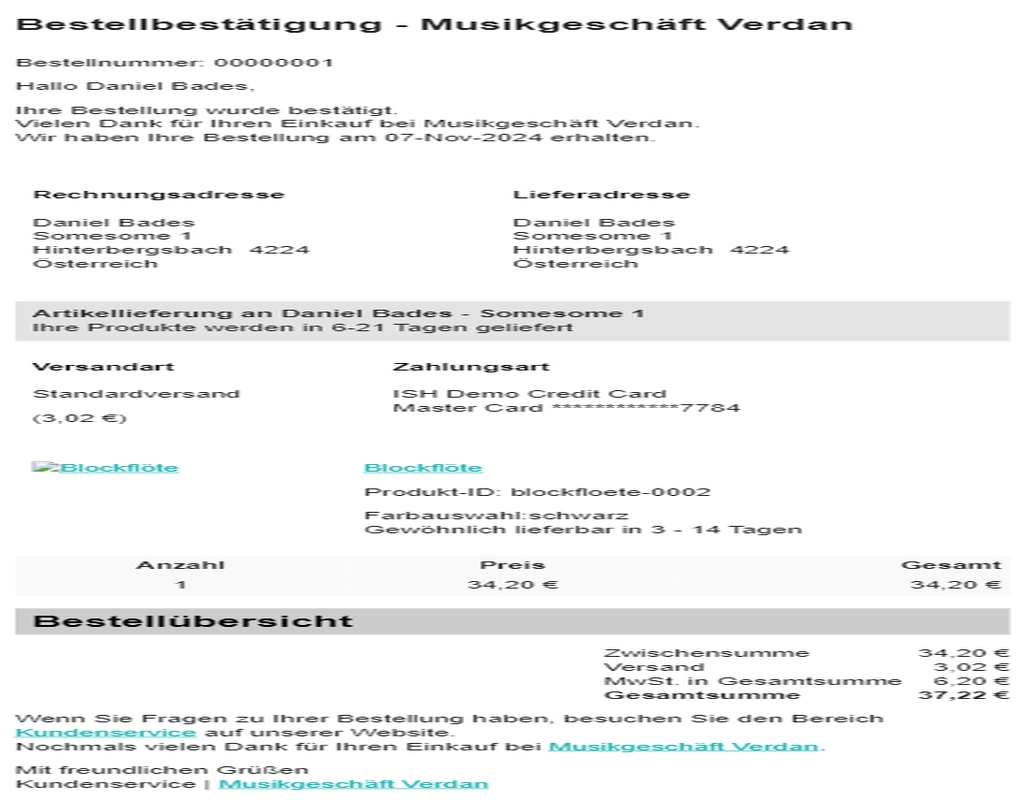 Bestellbestätigung - Musikgeschäft Verdan
Bestellnummer: 00000001
Hallo Daniel Bades,
Ihre Bestellung wurde bestätigt.
Vielen Dank für Ihren Einkauf bei Musikgeschäft Verdan.
Wir haben Ihre Bestellung am 07-Nov-2024 erhalten.
Rechnungsadresse
Daniel Bades
Somesome 1
Hinterbergsbach 4224
Österreich
Lieferadresse
Daniel Bades
Somesome 1
Hinterbergsbach 4224
Österreich
Artikellieferung an Daniel Bades - Somesome 1
Ihre Produkte werden in 6-21 Tagen geliefert
Versandart
Standardversand
(3,02 €)
Zahlungsart
ISH Demo Credit Card
Master Card ************7784
Blockflöte
Blockflöte
Produkt-ID: blockfloete-0002
Farbauswahl:schwarz
Gewöhnlich lieferbar in 3 - 14 Tagen
Anzahl Preis Gesamt
1 34,20 € 34,20 €
Bestellübersicht
Zwischensumme 34,20 €
Versand 3,02 €
MwSt. in Gesamtsumme 6,20 €
Gesamtsumme 37,22 €
Wenn Sie Fragen zu Ihrer Bestellung haben, besuchen Sie den Bereich
Kundenservice auf unserer Website.
Nochmals vielen Dank für Ihren Einkauf bei Musikgeschäft Verdan.
Mit freundlichen Grüßen
Kundenservice | Musikgeschäft Verdan